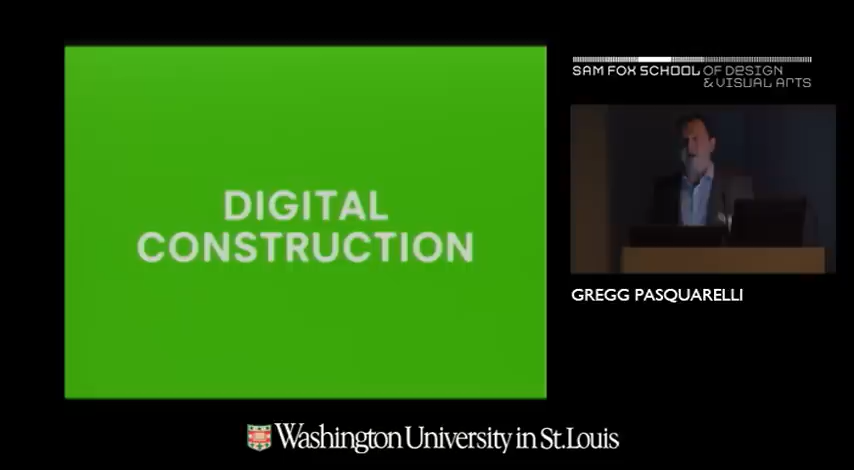 DIGITAL
CONSTRUCTION
SAM FOX SCHOOL OF DESIGN
& VISUAL ARTS
GREGG PASQUARELLI
Washington University in St. Louis